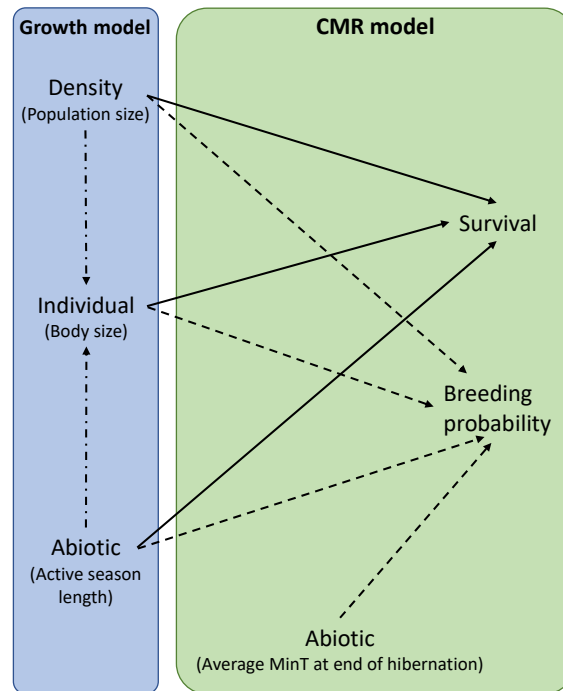 Growth model
CMR model
Density
(Population size)
Survival
Individual
(Body size)
Breeding
probability
Abiotic
(Active season
length)
Abiotic
(Average MinT at end of hibernation)